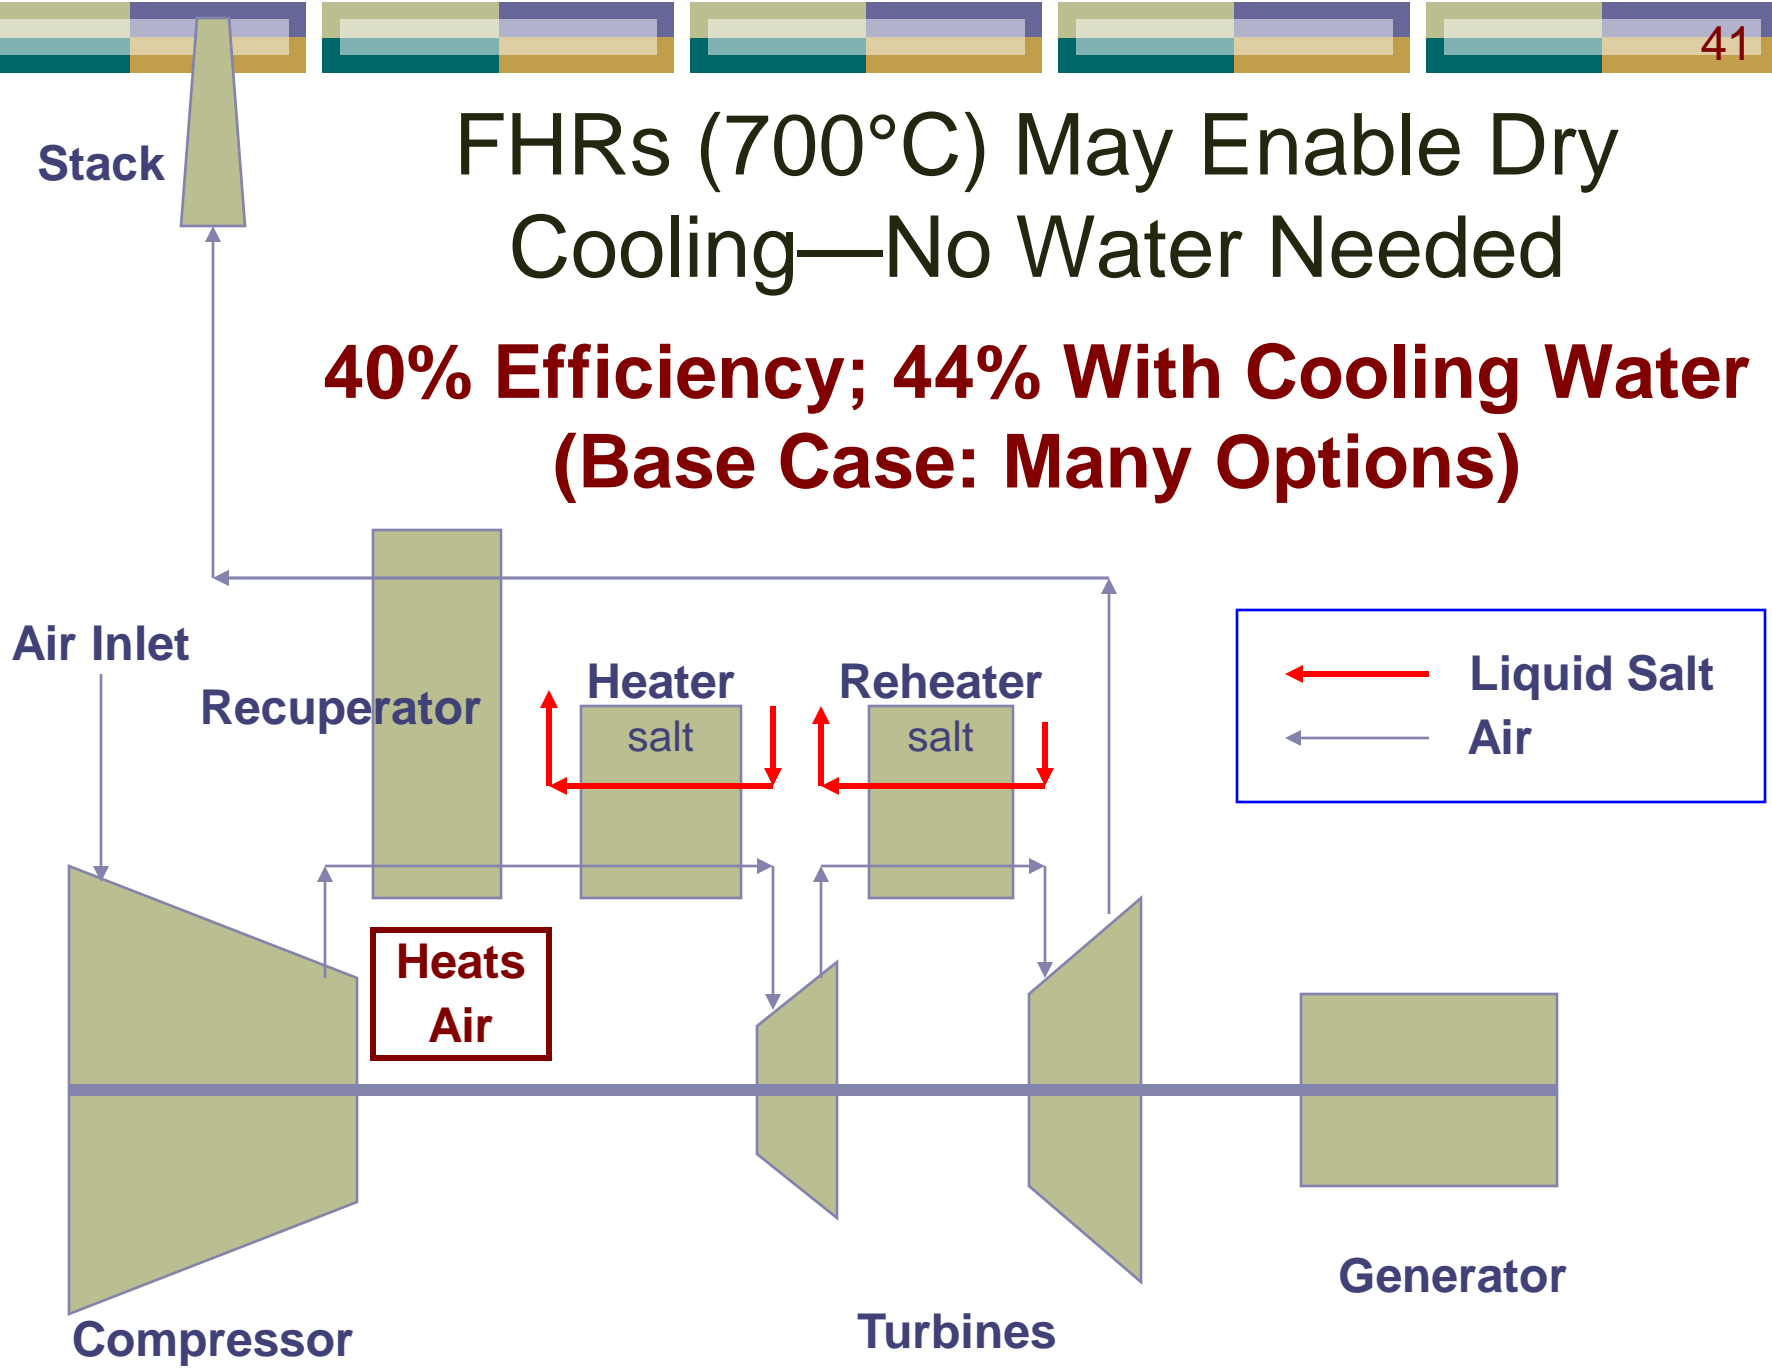 41
Stack
FHRs (700°C) May Enable Dry
Cooling—No Water Needed
40% Efficiency; 44% With Cooling Water
(Base Case: Many Options)
Air Inlet
Recuperator
Heater
salt
Reheater
salt
Liquid Salt
Air
Heats
Air
Generator
Turbines
Compressor